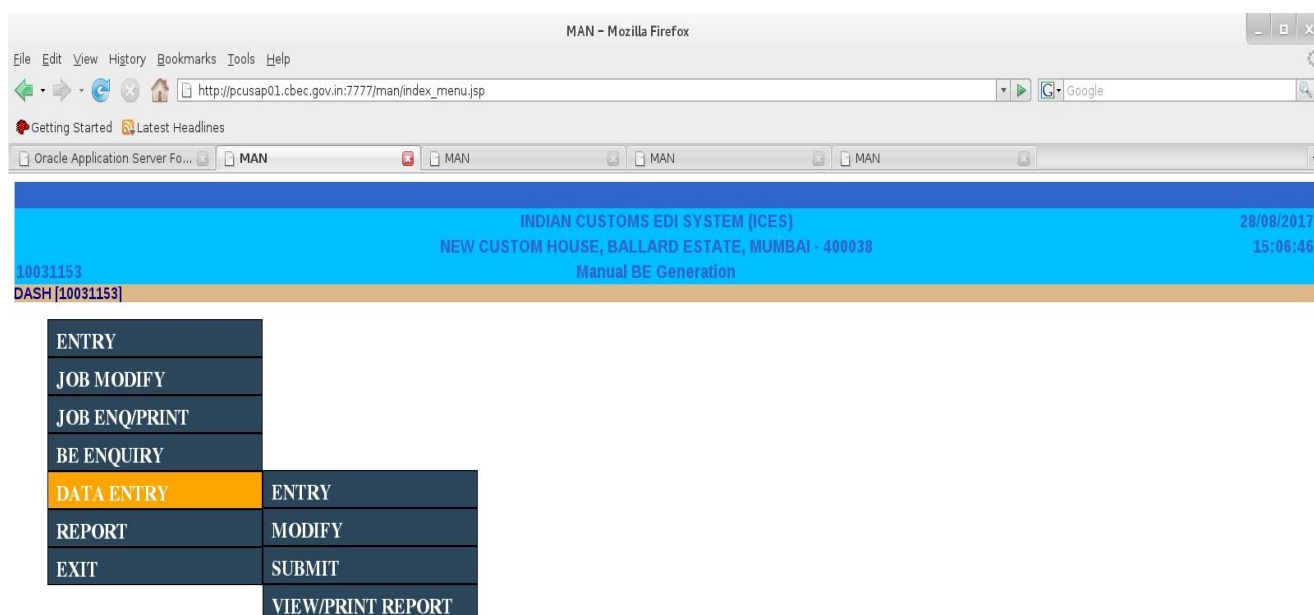 MAN - Mozilla Firefox
File Edit View History Bookmarks Tools Help
http://pcusap01.cbec.gov.in:7777/man/index_menu.jsp
G Google
Getting Started Latest Headlines
Oracle Application Server Fo... MAN MAN MAN MAN
INDIAN CUSTOMS EDI SYSTEM (ICES) 28/08/2017
NEW CUSTOM HOUSE, BALLARD ESTATE, MUMBAI - 400038 15:06:46
10031153 Manual BE Generation
DASH [10031153]
ENTRY
JOB MODIFY
JOB ENQ/PRINT
BE ENQUIRY
DATA ENTRY ENTRY
REPORT MODIFY
EXIT SUBMIT
VIEW/PRINT REPORT